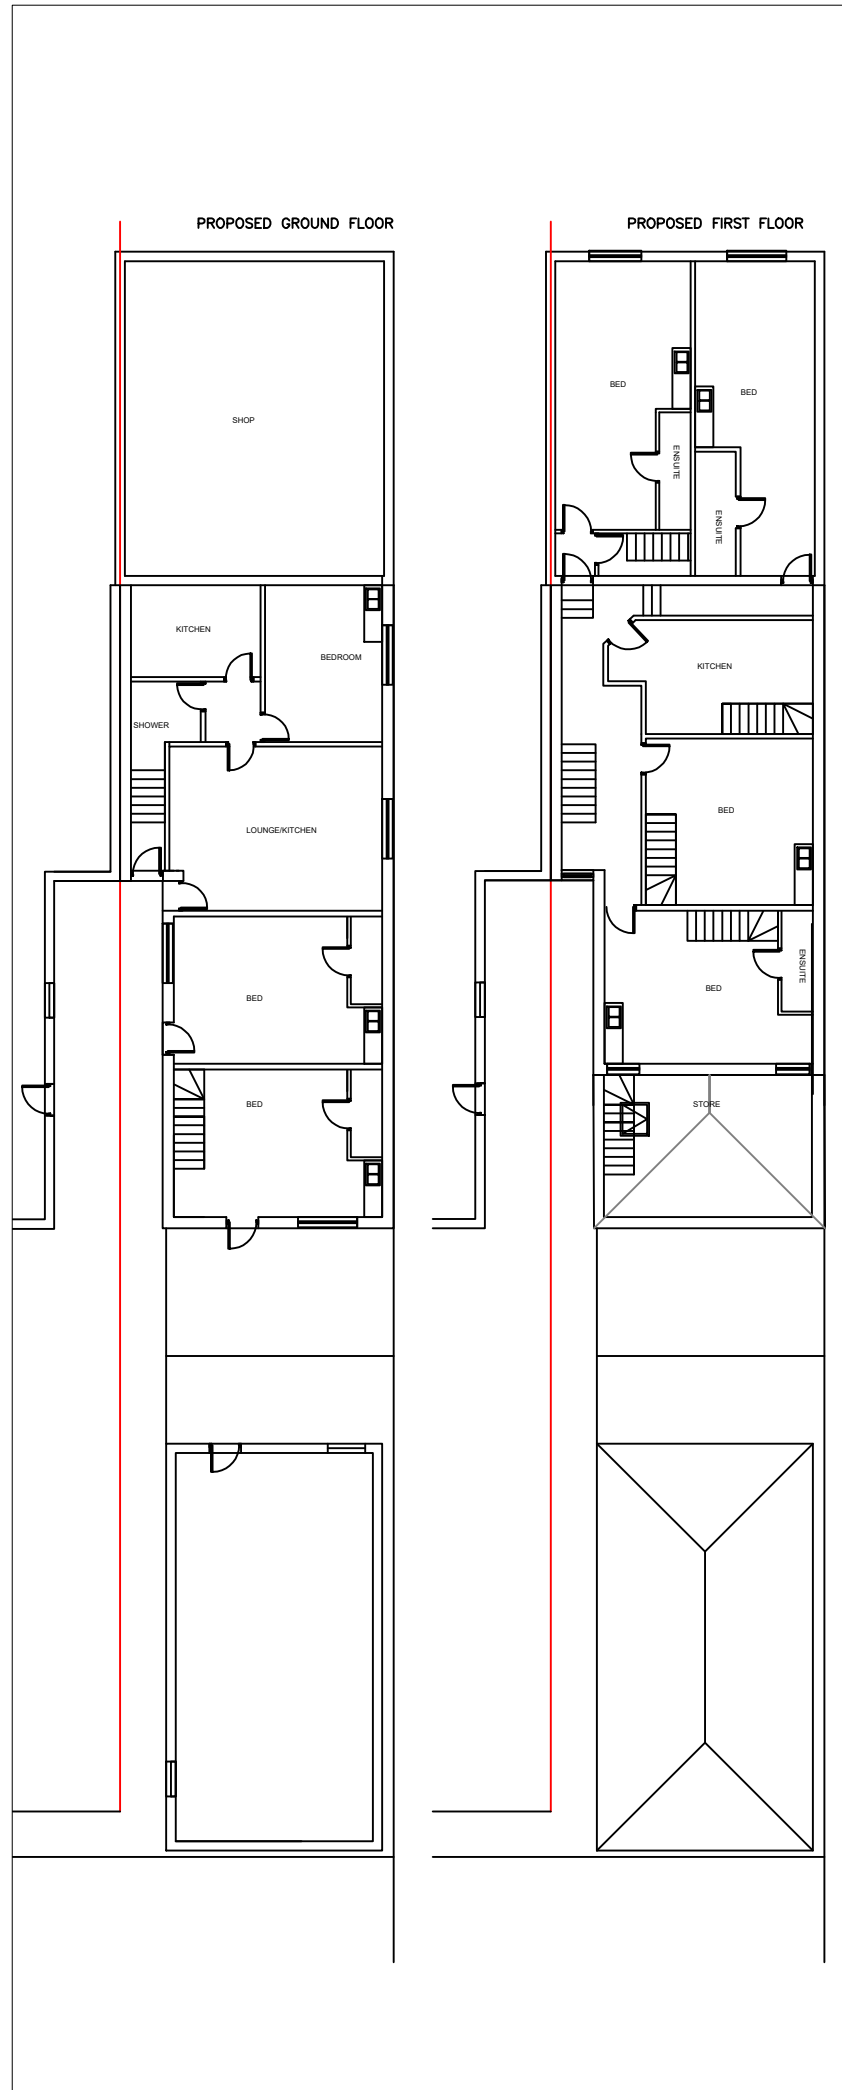 PROPOSED GROUND FLOOR
SHOP
KITCHEN
BEDROOM
SHOWER
LOUNGE/KITCHEN
BED
BED
PROPOSED FIRST FLOOR
BED
BED
ENSUITE
ENSUITE
KITCHEN
BED
ENSUITE
BED
STORE